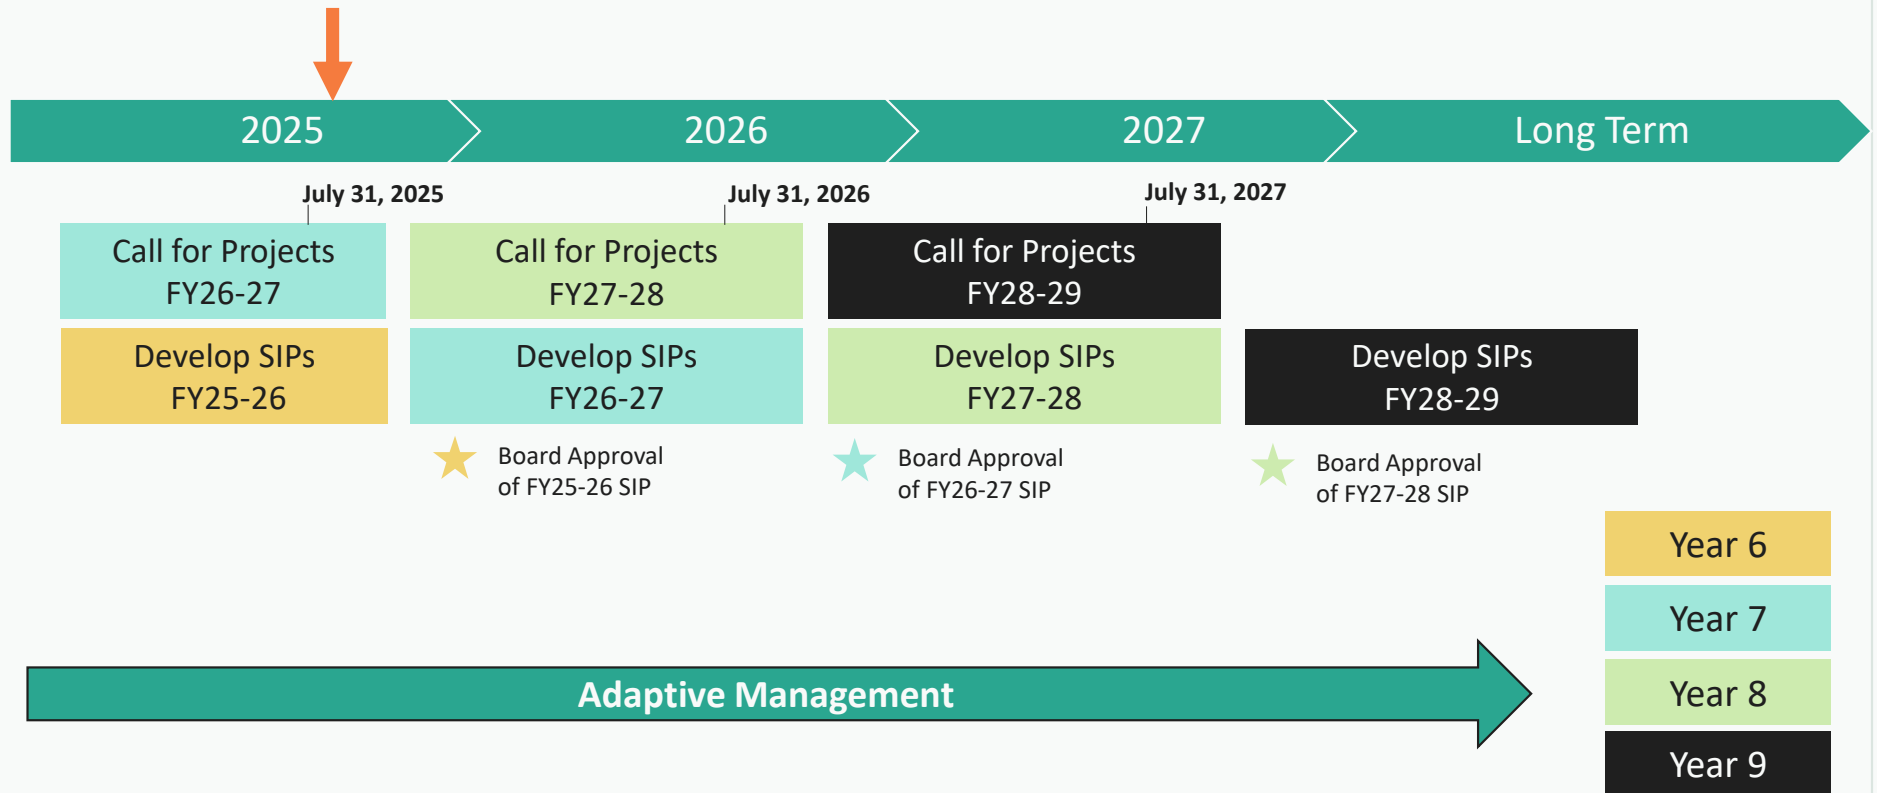 2025
2026
2027
Long Term
July 31, 2025
July 31, 2026
July 31, 2027
Call for Projects
FY26-27
Call for Projects
FY27-28
Call for Projects
FY28-29
Develop SIPs
FY25-26
Develop SIPs
FY26-27
Develop SIPs
FY27-28
Develop SIPs
FY28-29
Board Approval
of FY25-26 SIP
Board Approval
of FY26-27 SIP
Board Approval
of FY27-28 SIP
Year 6
Year 7
Year 8
Year 9
Adaptive Management